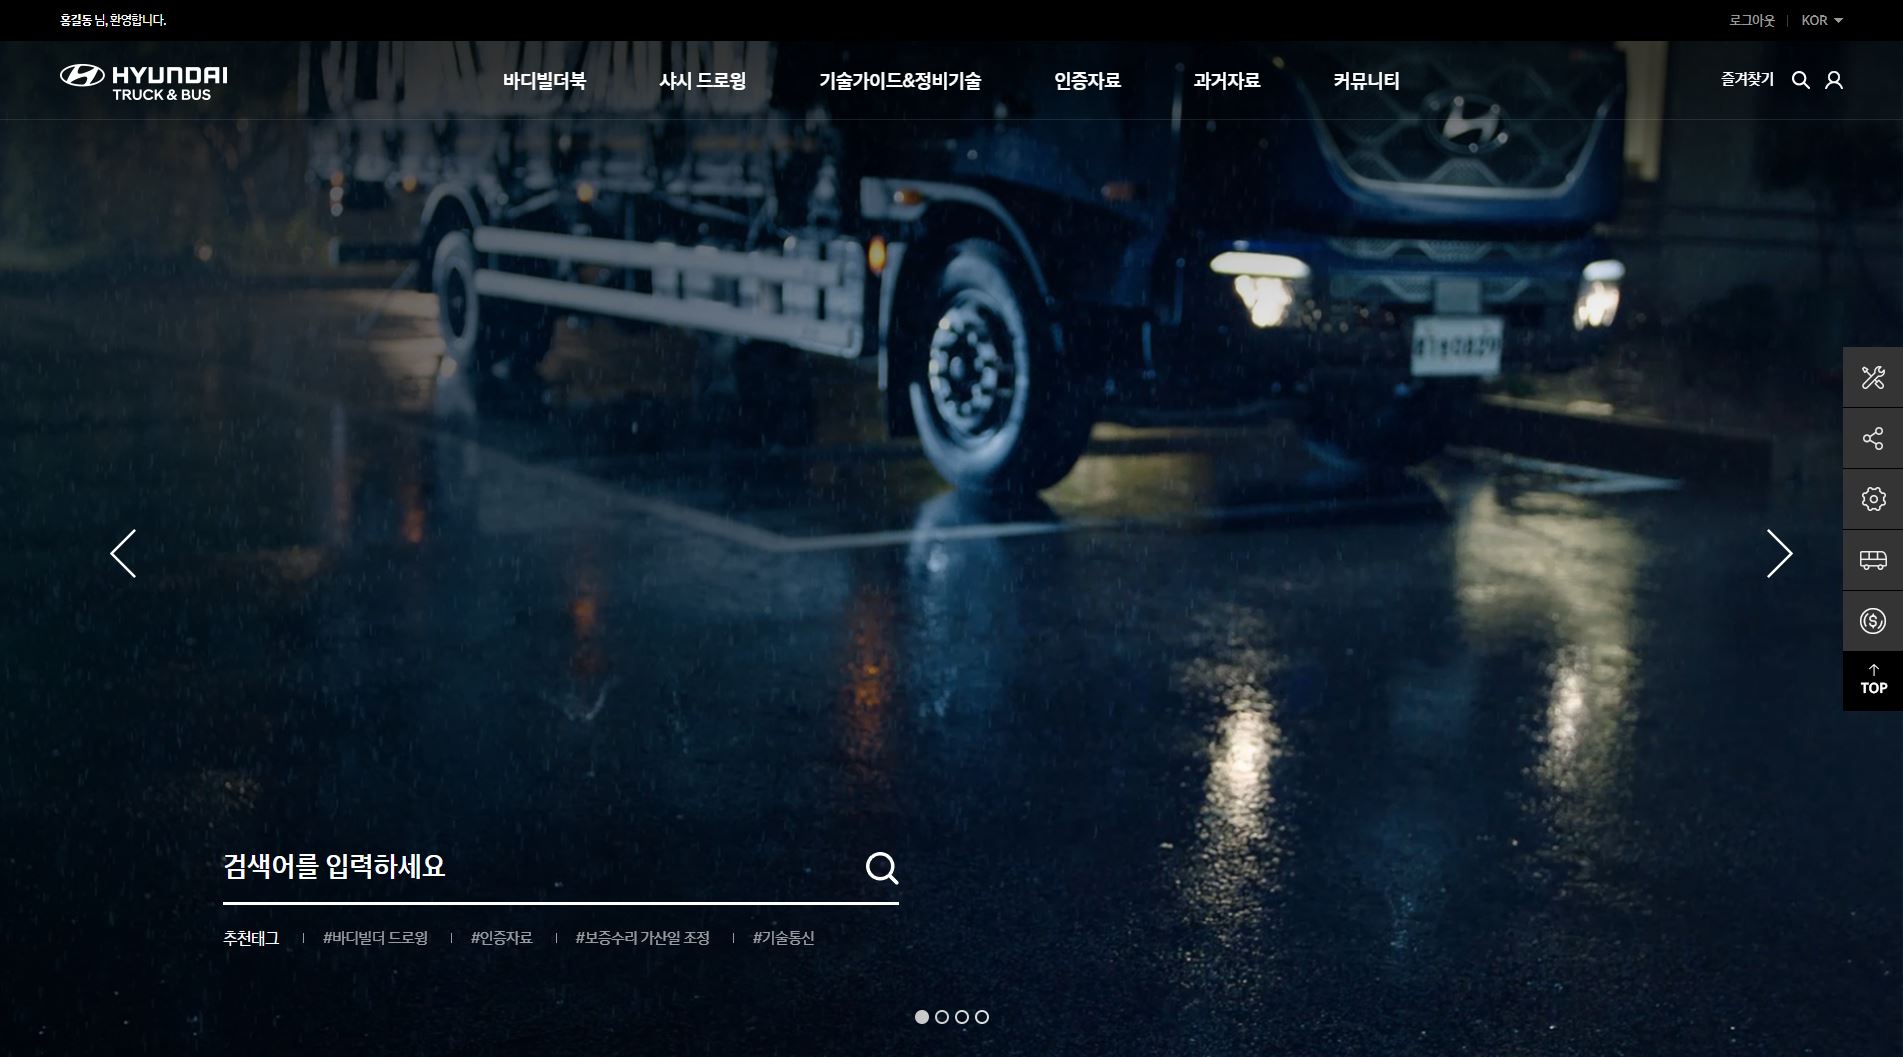 홍길동 님, 환영합니다.
로그아웃 KOR
HYUNDAI
TRUCK & BUS
바디빌더북 샤시 드로윙 기술가이드&정비기술 인증자료 과거자료 커뮤니티
즐겨찾기
TOP
검색어를 입력하세요
추천태그 #바디빌더 드로윙 #인증자료 #보증수리 가산일 조정 #기술통신